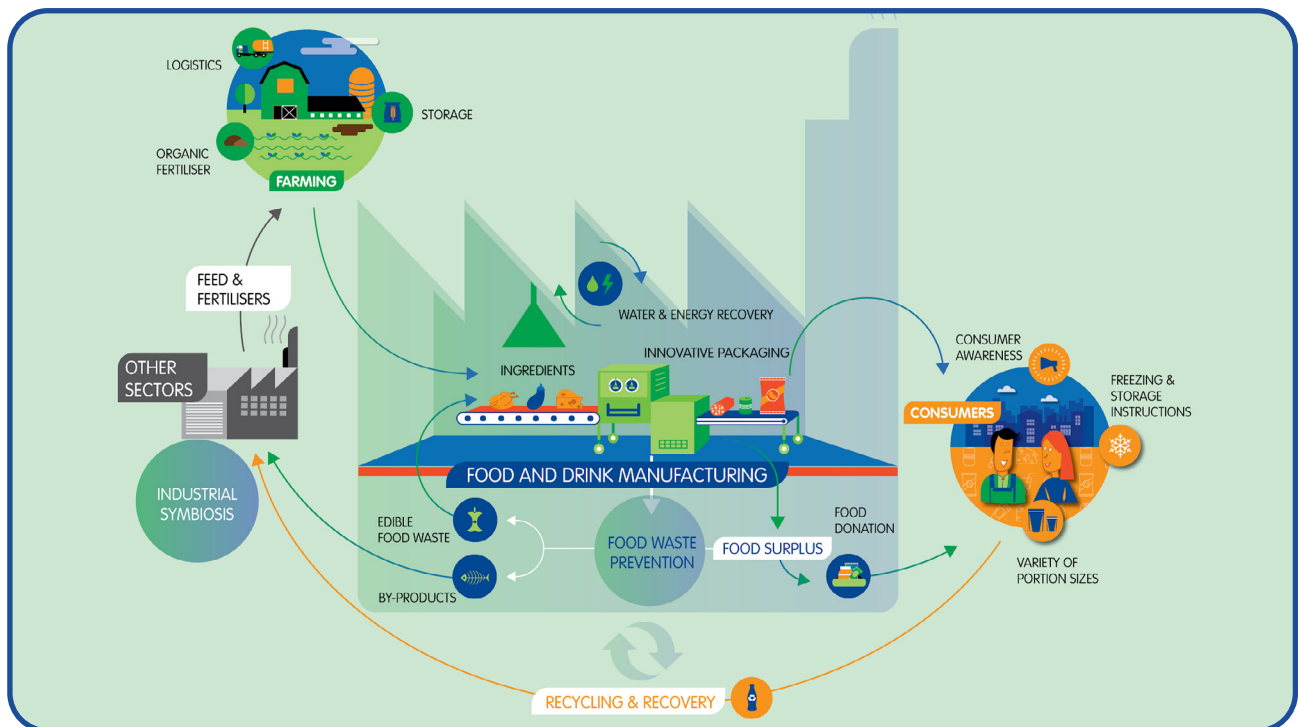 LOGISTICS
STORAGE
ORGANIC
FERTILISER
FARMING
FEED &
FERTILISERS
OTHER
SECTORS
INDUSTRIAL
SYMBIOSIS
WATER & ENERGY RECOVERY
INGREDIENTS
INNOVATIVE PACKAGING
FOOD AND DRINK MANUFACTURING
EDIBLE
FOOD WASTE
BY-PRODUCTS
FOOD WASTE
PREVENTION
FOOD SURPLUS
FOOD
DONATION
CONSUMER
AWARENESS
FREEZING &
STORAGE
INSTRUCTIONS
CONSUMERS
VARIETY OF
PORTION SIZES
RECYCLING & RECOVERY